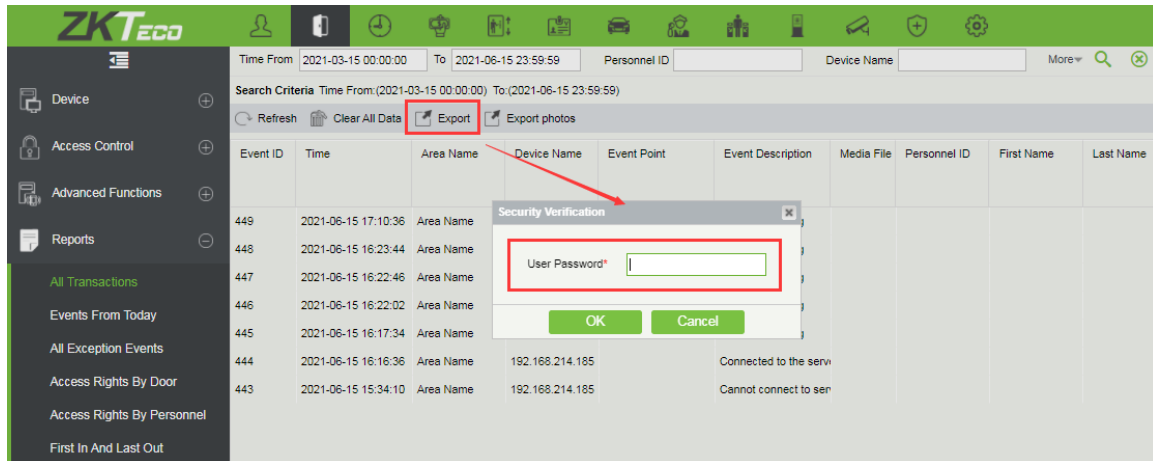 ZKTECO
Time From 2021-03-15 00:00:00 To 2021-06-15 23:59:59 Personnel ID Device Name More
Search Criteria Time From:(2021-03-15 00:00:00) To:(2021-06-15 23:59:59)
Refresh Clear All Data Export Export photos
Device
Access Control
Advanced Functions
Reports
All Transactions
Events From Today
All Exception Events
Access Rights By Door
Access Rights By Personnel
First In And Last Out
Event ID Time Area Name Device Name Event Point Event Description Media File Personnel ID First Name Last Name
449 2021-06-15 17:10:36 Area Name
448 2021-06-15 16:23:44 Area Name
447 2021-06-15 16:22:46 Area Name
446 2021-06-15 16:22:02 Area Name
445 2021-06-15 16:17:34 Area Name
444 2021-06-15 16:16:36 Area Name 192.168.214.185 Connected to the serve
443 2021-06-15 15:34:10 Area Name 192.168.214.185 Cannot connect to ser
Security Verification
User Password*
OK Cancel